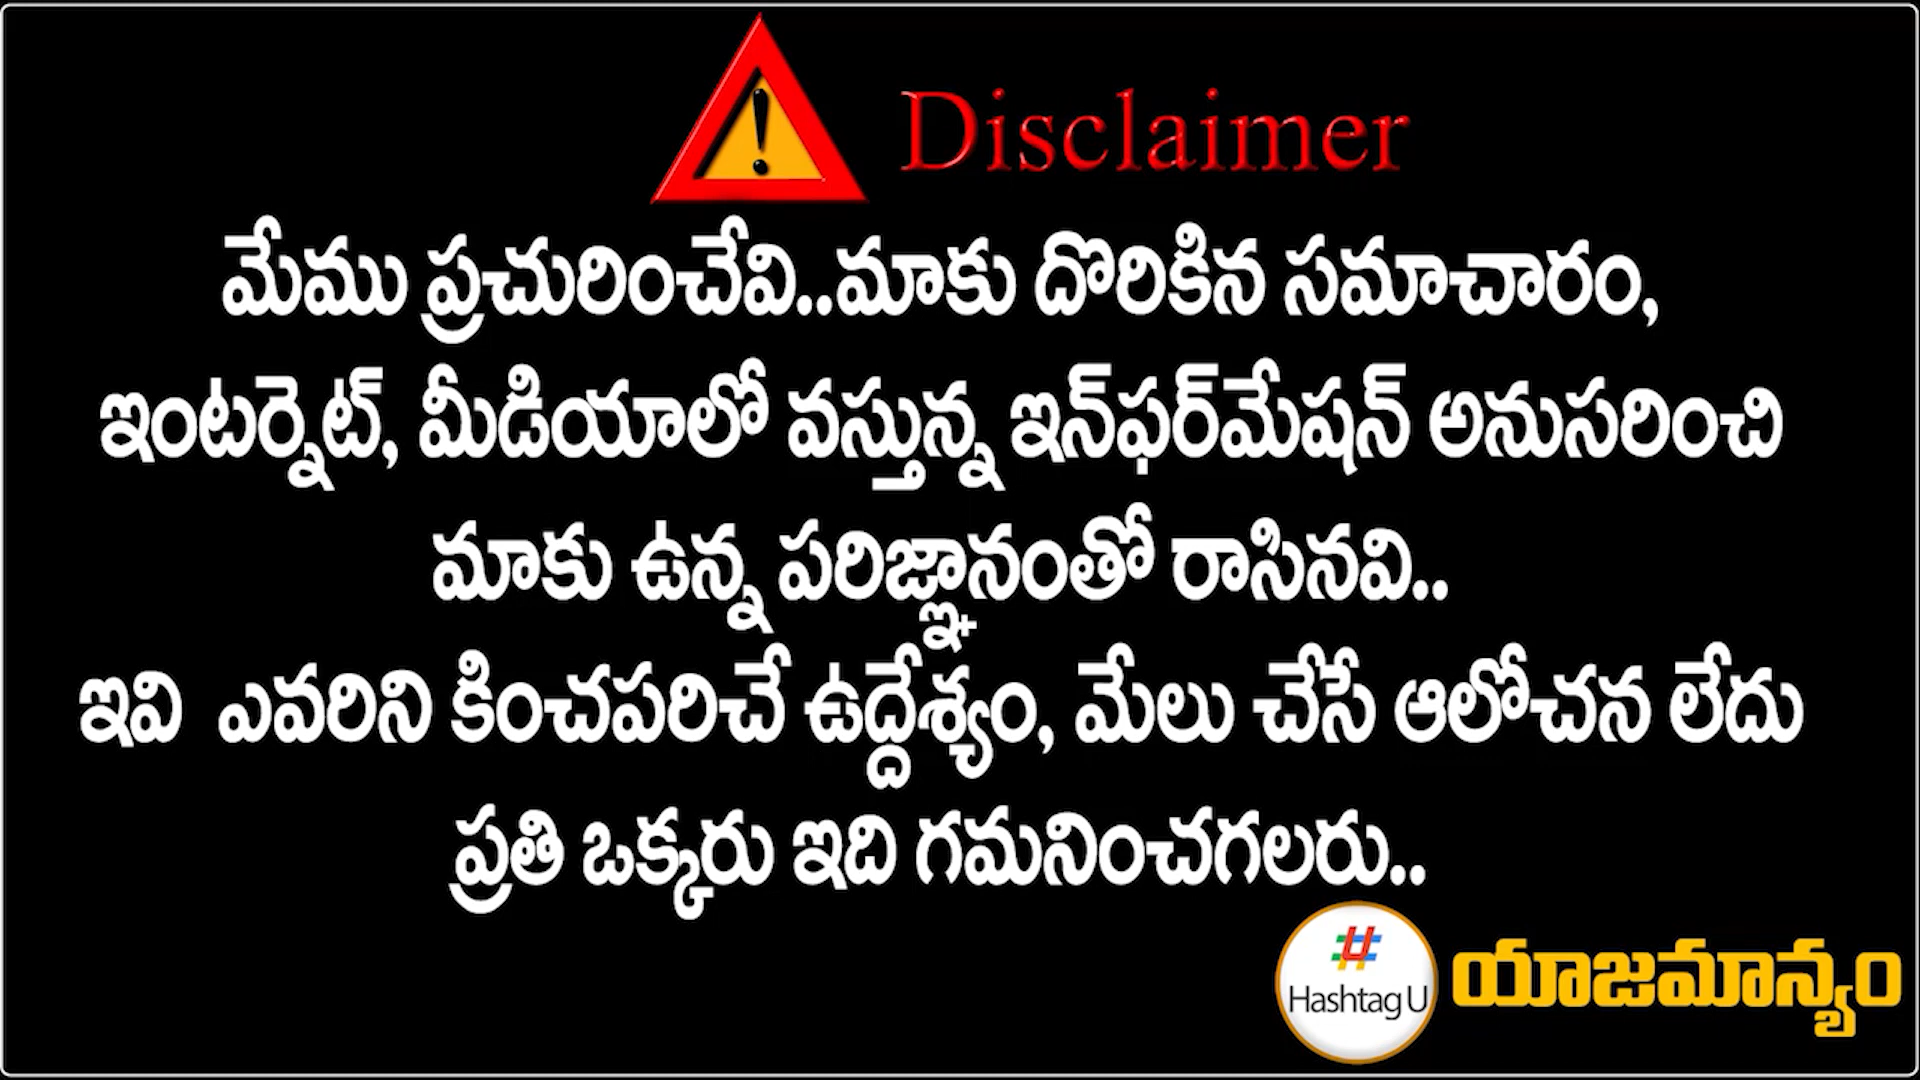 Disclaimer
మేము ప్రచురించేవి..మాకు దొరికిన సమాచారం,
ఇంటర్నెట్, మీడియాలో వస్తున్న ఇన్‌ఫర్‌మేషన్ అనుసరించి
మాకు ఉన్న పరిజ్ఞానంతో రాసినవి..
ఇవి ఎవరిని కించపరిచే ఉద్దేశ్యం, మేలు చేసే ఆలోచన లేదు
ప్రతి ఒక్కరు ఇది గమనించగలరు..
#
Hashtag U
యాజమాన్యం